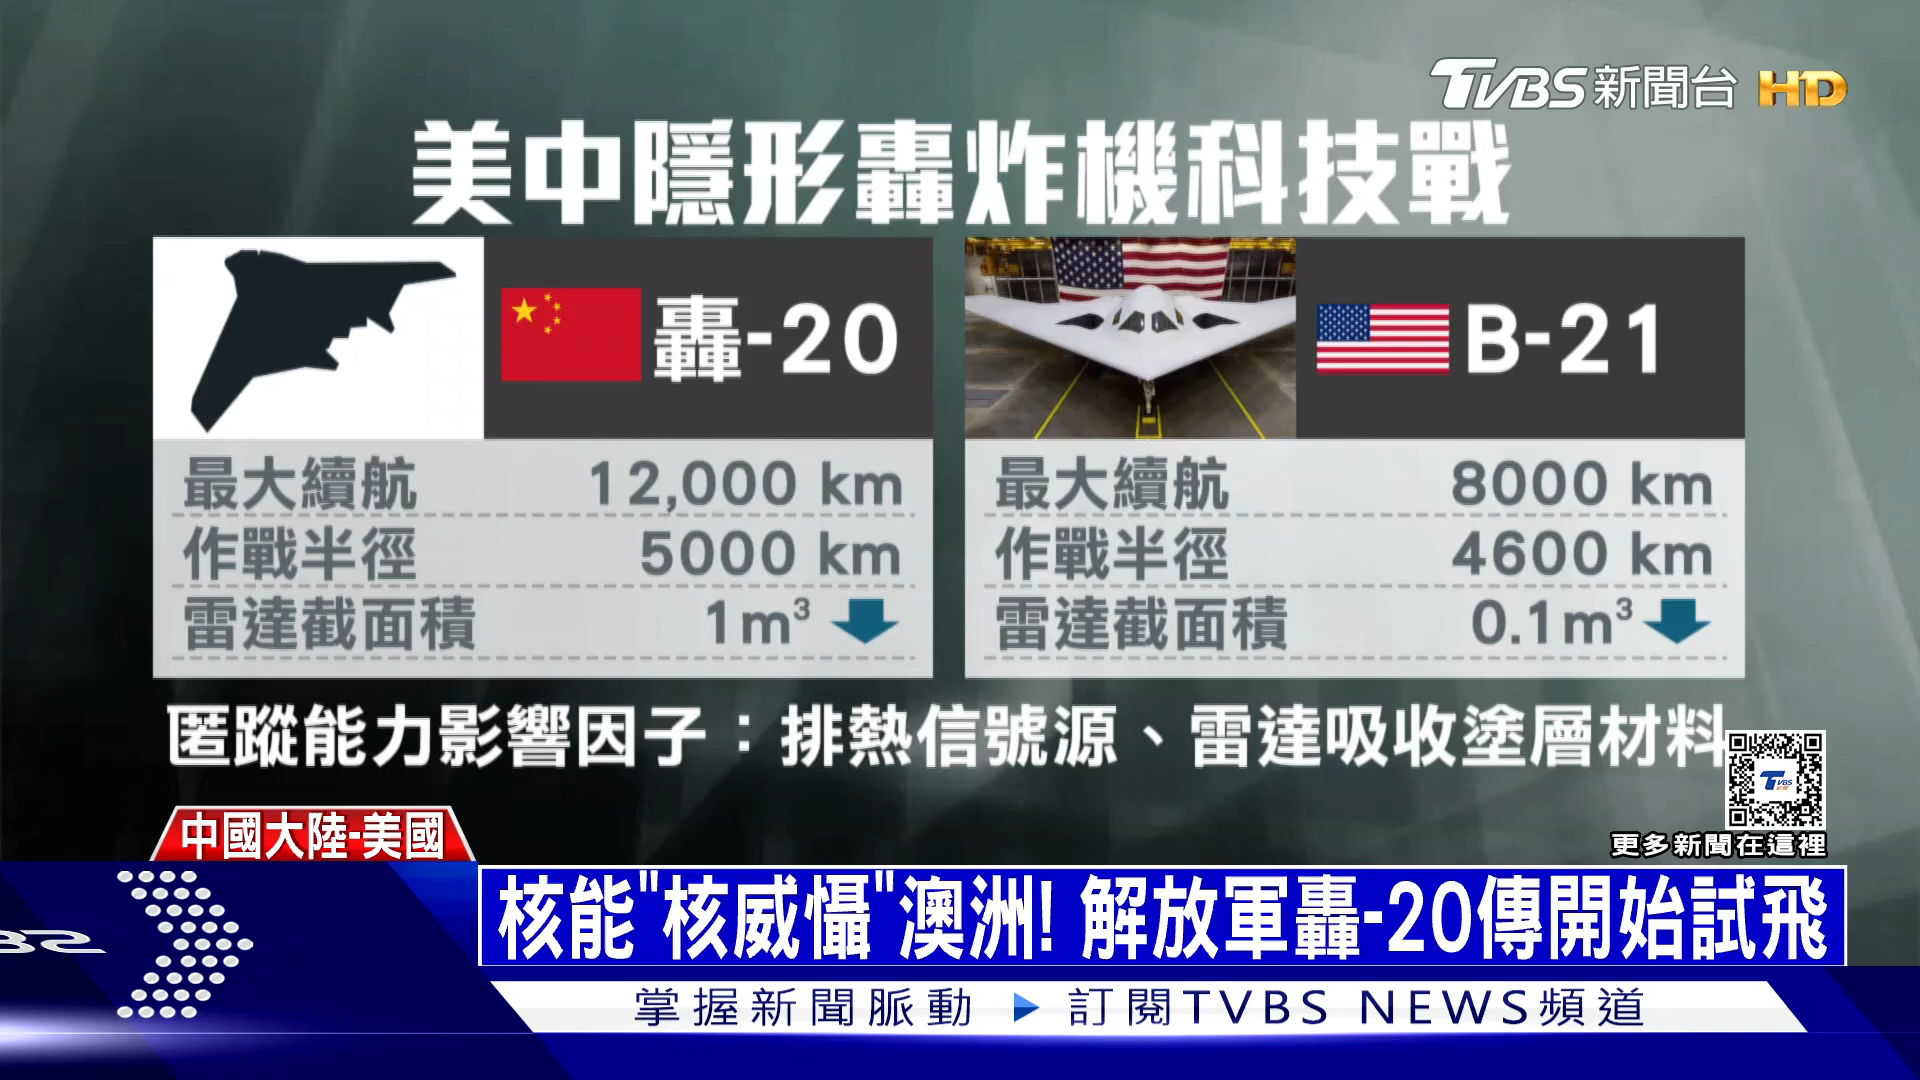 TVBS新聞台 HD
美中隱形轟炸機科技戰
轟-20
最大續航 12,000 km
作戰半徑 5000 km
雷達截面積 1m³
B-21
最大續航 8000 km
作戰半徑 4600 km
雷達截面積 0.1m³
匿蹤能力影響因子：排熱信號源、雷達吸收塗層材料
TVBS
新聞
更多新聞在這裡
中國大陸-美國
核能"核威懾"澳洲! 解放軍轟-20傳開始試飛
BS
掌握新聞脈動 ▶ 訂閱TVBS NEWS頻道